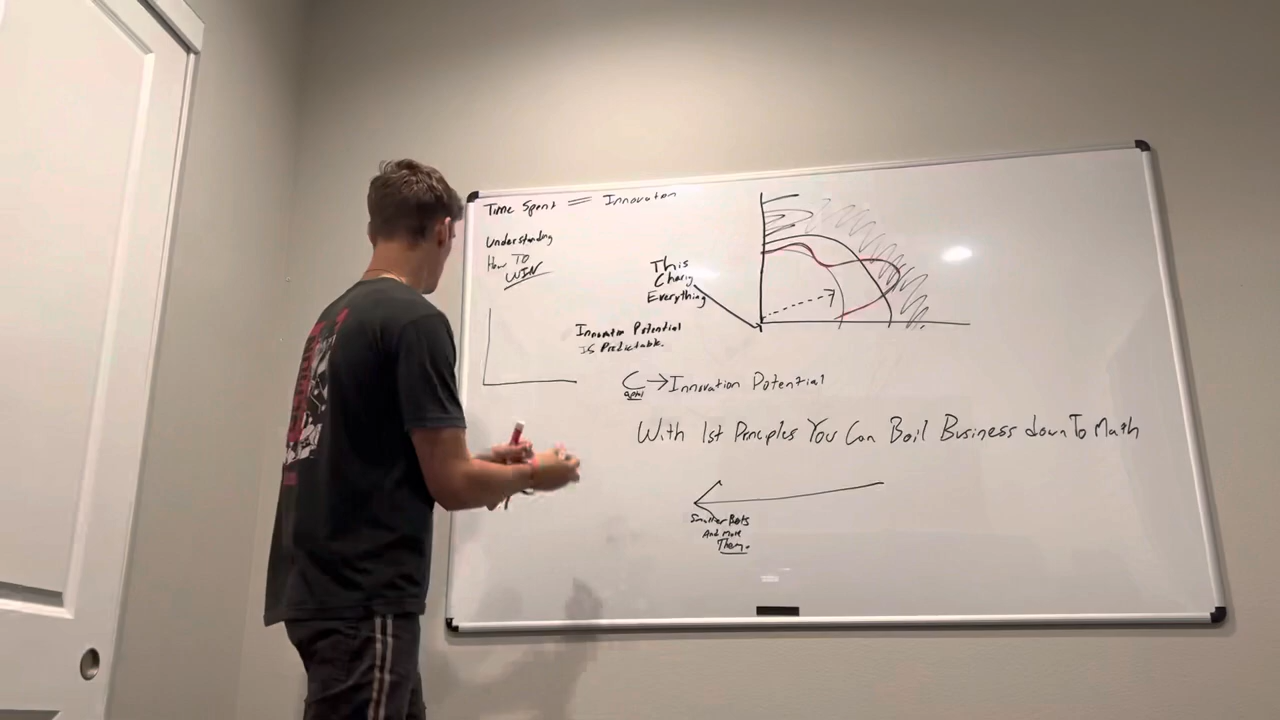 Time Spent = Innovation
Understanding
How TO
WIN
This
Everything
Innovation Potential
IS Predictable.
C → Innovation Potential
With 1st Principles You Can Boil Business down To Math
Smaller Bets
And More
Them.